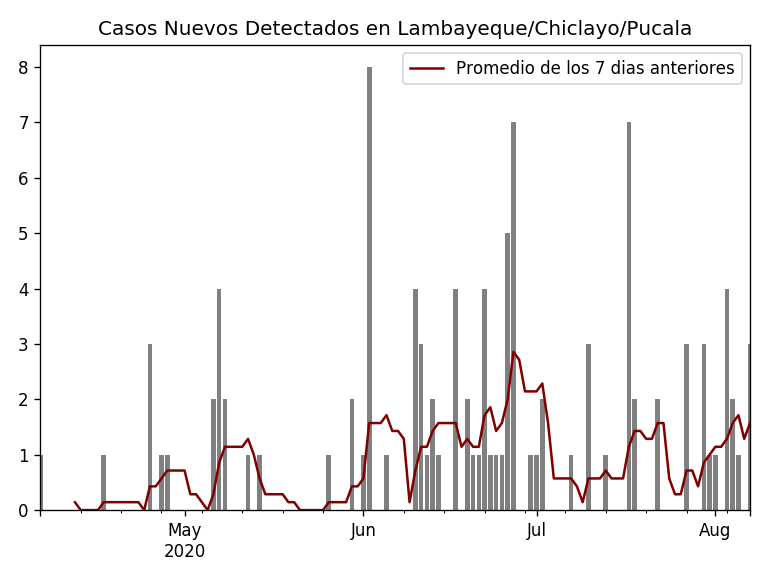 Casos Nuevos Detectados en Lambayeque/Chiclayo/Pucala
Promedio de los 7 dias anteriores
8
7
6
5
4
3
2
1
0
May
2020
Jun
Jul
Aug